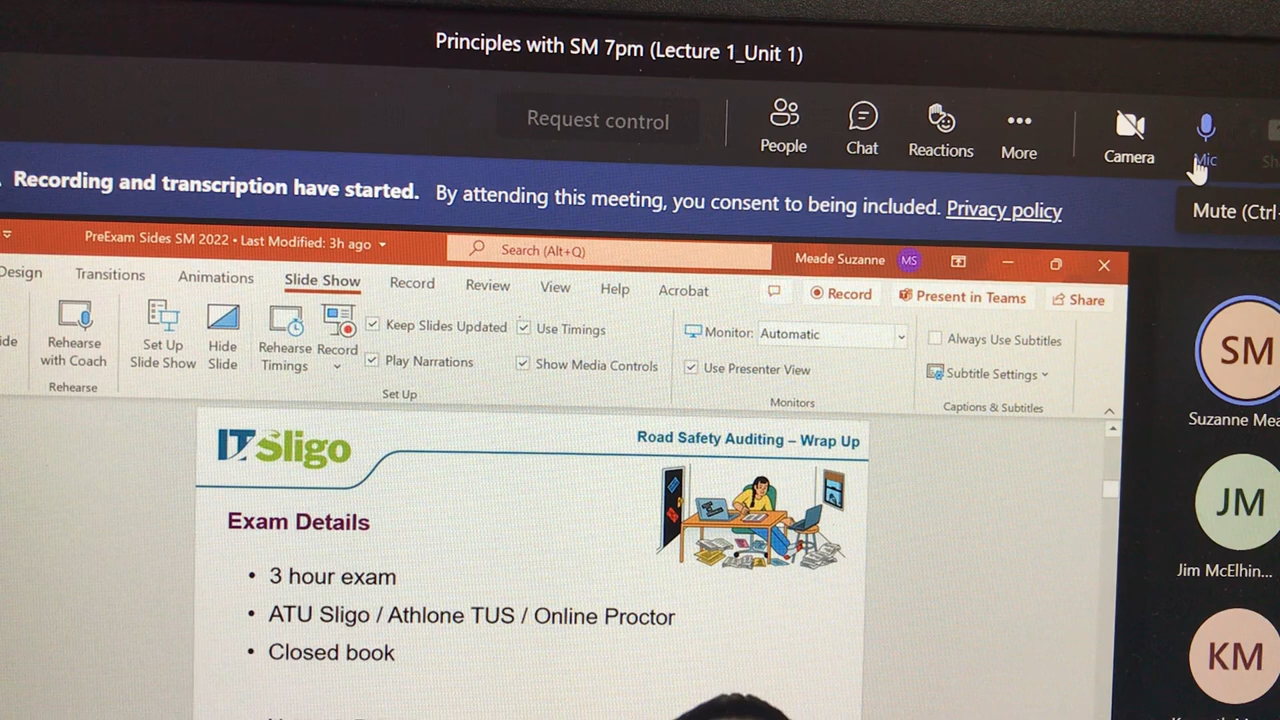 Principles with SM 7pm (Lecture 1_Unit 1)
Request control
People
Chat
Reactions
More
Camera
Mic
Recording and transcription have started. By attending this meeting, you consent to being included. Privacy policy
Mute (Ctrl
PreExam Sides SM 2022 • Last Modified: 3h ago
Search (Alt+Q)
Meade Suzanne
MS
Design
Transitions
Animations
Slide Show
Record
Review
View
Help
Acrobat
Record
Present in Teams
Share
Rehearse
with Coach
Set Up
Slide Show
Hide
Slide
Rehearse
Timings
Record
Keep Slides Updated
Use Timings
Play Narrations
Show Media Controls
Monitor: Automatic
Use Presenter View
Always Use Subtitles
Subtitle Settings
Rehearse
Set Up
Monitors
Captions & Subtitles
SM
Suzanne Mea
JM
Jim McElhin...
KM
IT Sligo
Road Safety Auditing – Wrap Up
Exam Details
• 3 hour exam
• ATU Sligo / Athlone TUS / Online Proctor
• Closed book